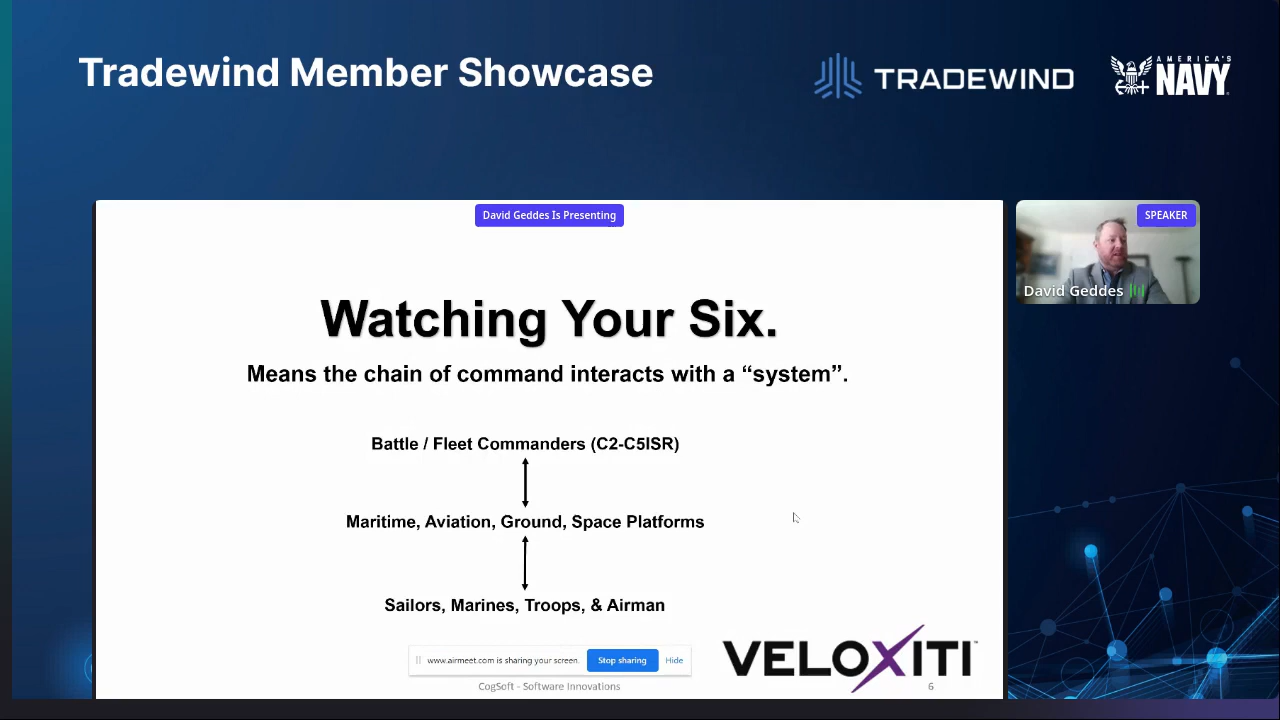 Tradewind Member Showcase
TRADEWIND
AMERICA'S
NAVY
David Geddes Is Presenting
SPEAKER
David Geddes
Watching Your Six.
Means the chain of command interacts with a “system”.
Battle / Fleet Commanders (C2-C5ISR)
Maritime, Aviation, Ground, Space Platforms
Sailors, Marines, Troops, & Airman
www.airmeet.com is sharing your screen. Stop sharing Hide
VELOXITI™
CogSoft - Software Innovations 6